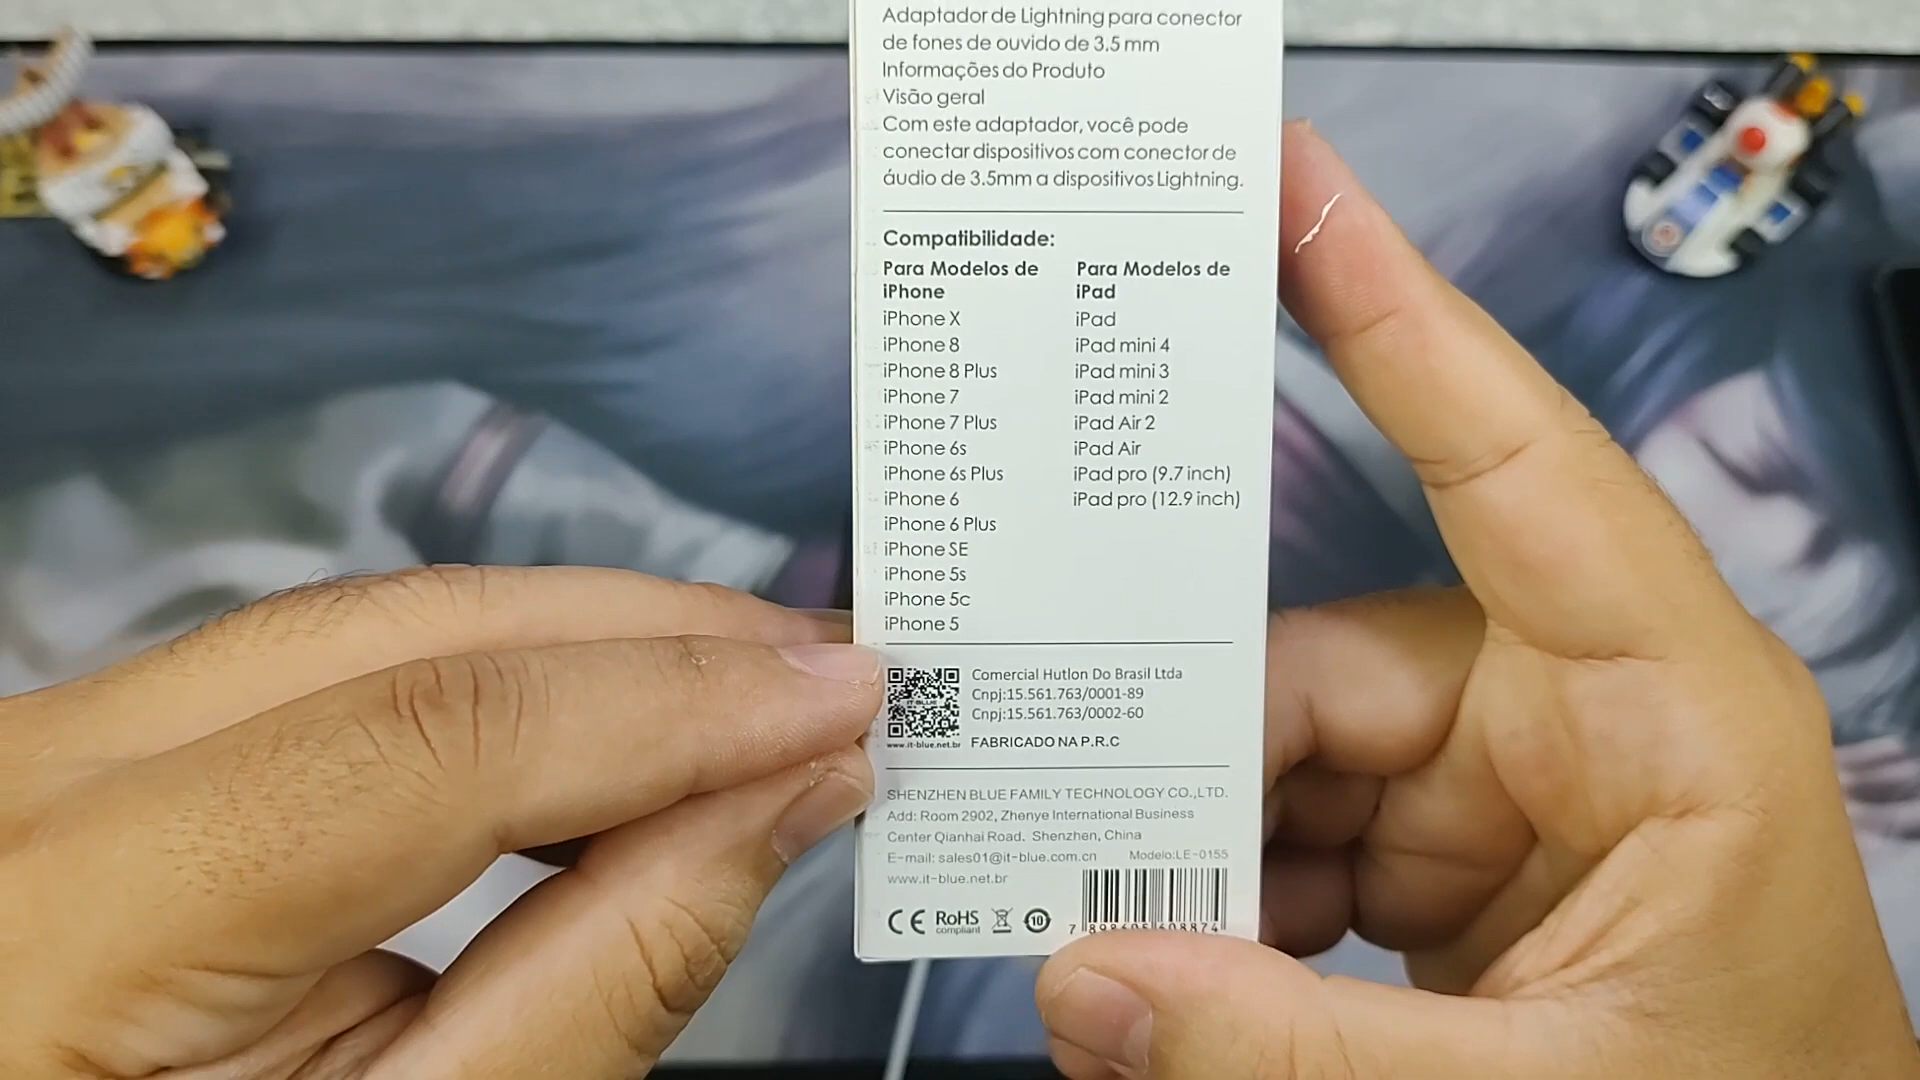 Adaptador de Lightning para conector
de fones de ouvido de 3.5 mm
Informações do Produto
Visão geral
Com este adaptador, você pode
conectar dispositivos com conector de
áudio de 3.5mm a dispositivos Lightning.
Compatibilidade:
Para Modelos de
iPhone
iPhone X
iPhone 8
iPhone 8 Plus
iPhone 7
iPhone 7 Plus
iPhone 6s
iPhone 6s Plus
iPhone 6
iPhone 6 Plus
iPhone SE
iPhone 5s
iPhone 5c
iPhone 5
Para Modelos de
iPad
iPad
iPad mini 4
iPad mini 3
iPad mini 2
iPad Air 2
iPad Air
iPad pro (9.7 inch)
iPad pro (12.9 inch)
IT-BLUE
www.it-blue.net.br
Comercial Hutlon Do Brasil Ltda
Cnpj:15.561.763/0001-89
Cnpj:15.561.763/0002-60
FABRICADO NA P.R.C
SHENZHEN BLUE FAMILY TECHNOLOGY CO.,LTD.
Add: Room 2902, Zhenye International Business
Center Qianhai Road. Shenzhen, China
E-mail: sales01@it-blue.com.cn Modelo:LE-0155
www.it-blue.net.br
CE RoHS
compliant
10